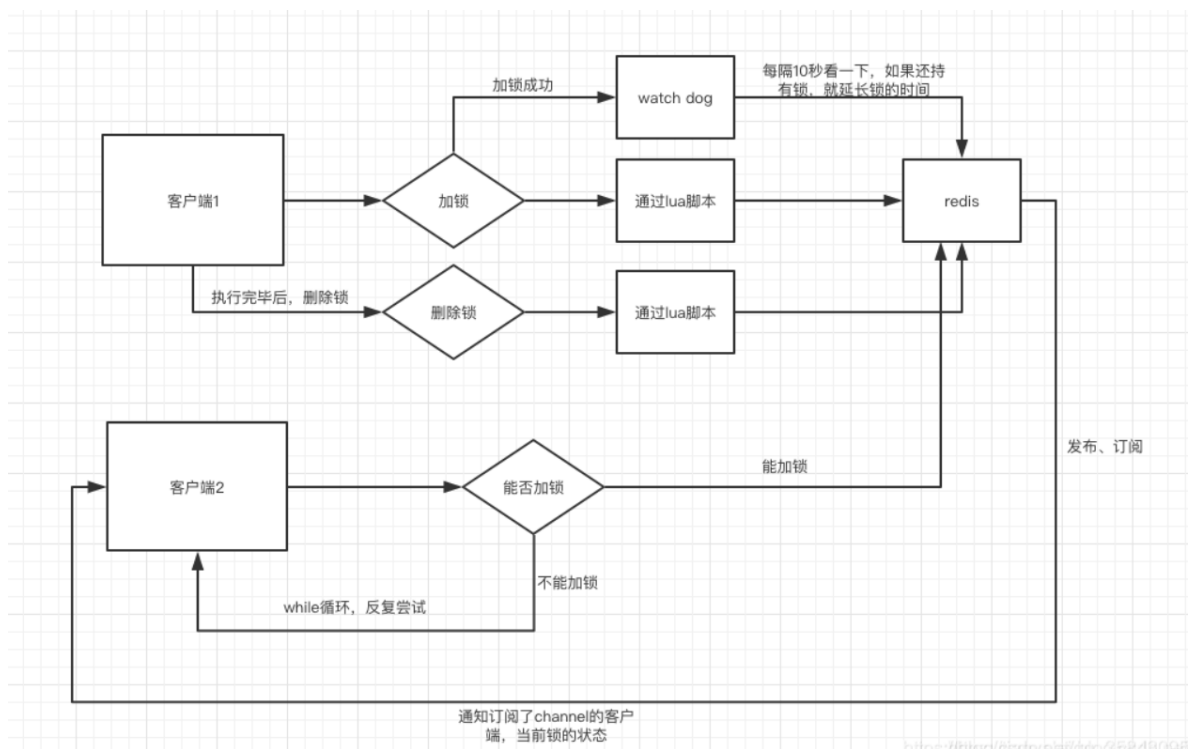 加锁成功
watch dog
每隔10秒看一下，如果还持
有锁，就延长锁的时间
客户端1
加锁
通过lua脚本
redis
执行完毕后，删除锁
删除锁
通过lua脚本
发布、订阅
能加锁
客户端2
能否加锁
不能加锁
while循环，反复尝试
通知订阅了channel的客户
端，当前锁的状态